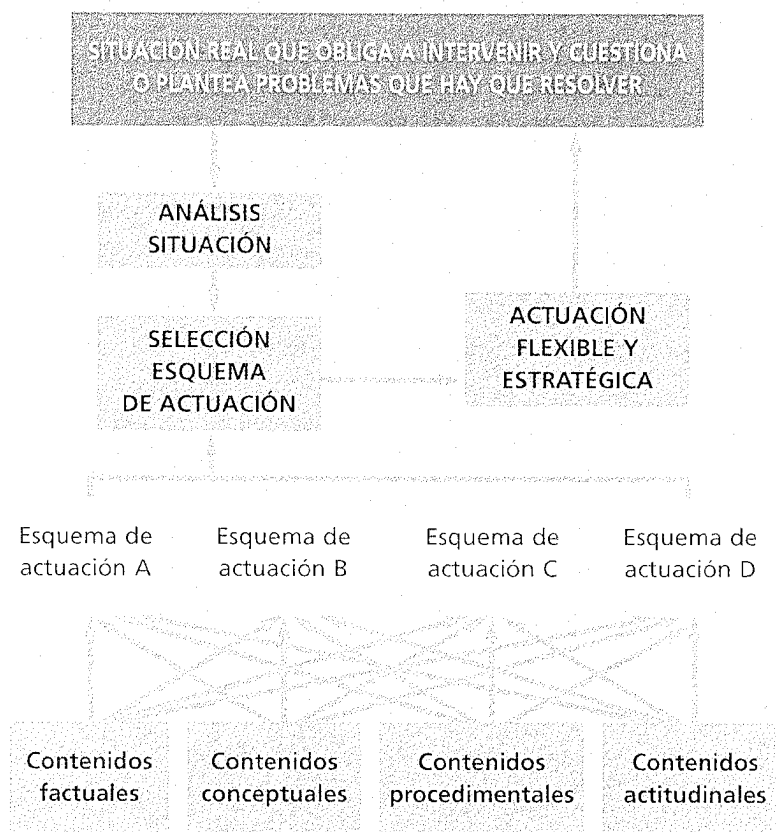 SITUACIÓN REAL QUE OBLIGA A INTERVENIR Y CUESTIONA
O PLANTEA PROBLEMAS QUE HAY QUE RESOLVER
ANÁLISIS
SITUACIÓN
SELECCIÓN
ESQUEMA
DE ACTUACIÓN
ACTUACIÓN
FLEXIBLE Y
ESTRATÉGICA
Esquema de
actuación A
Esquema de
actuación B
Esquema de
actuación C
Esquema de
actuación D
Contenidos
factuales
Contenidos
conceptuales
Contenidos
procedimentales
Contenidos
actitudinales